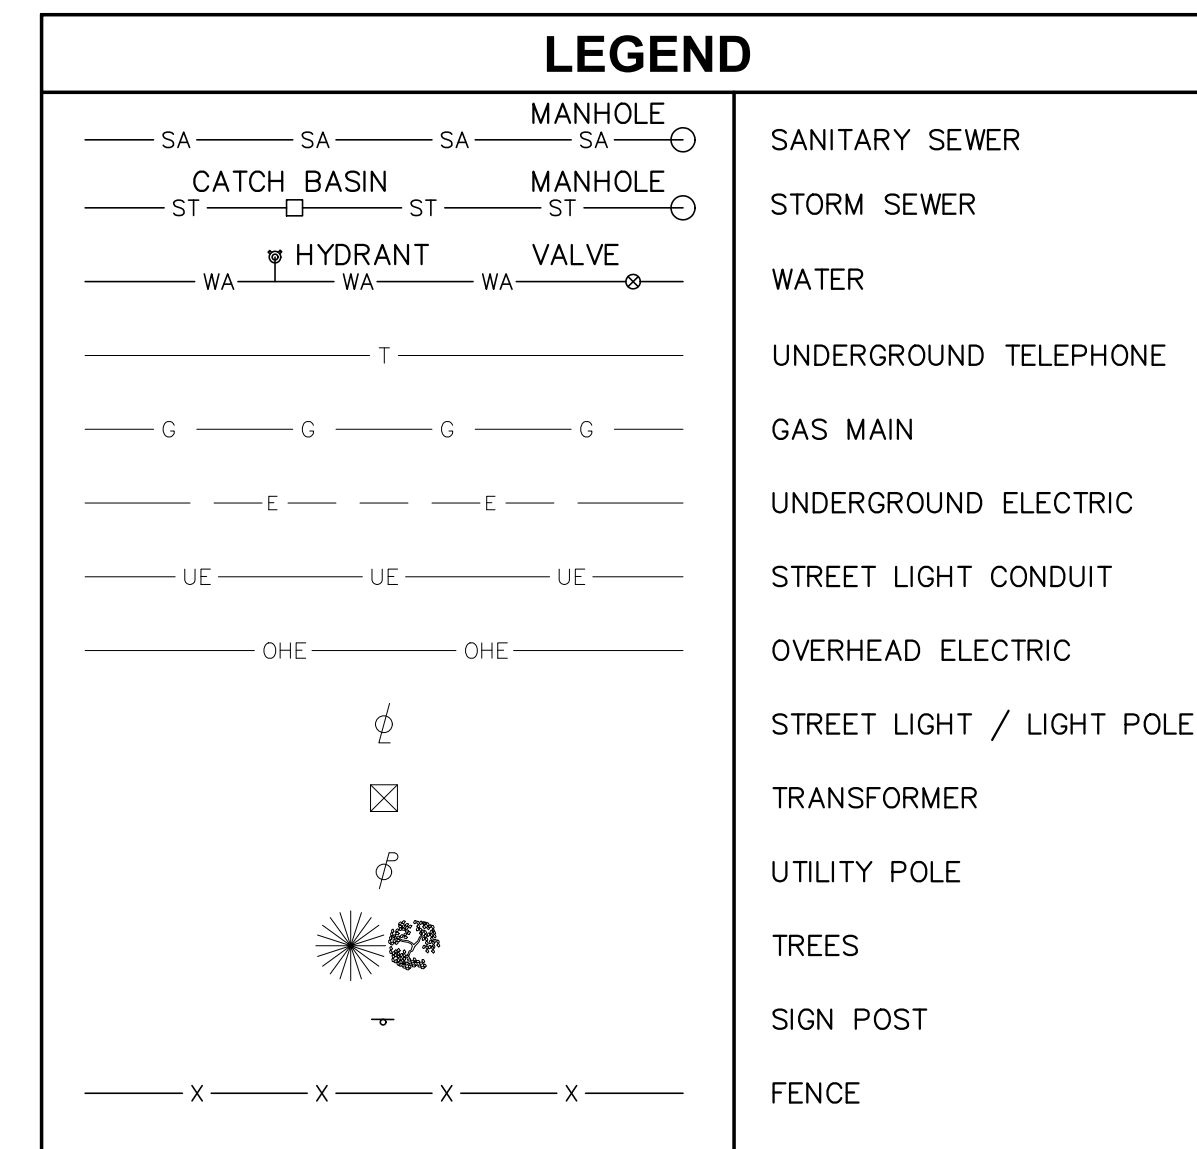 LEGEND
MANHOLE
SA SA SA SA SANITARY SEWER
CATCH BASIN MANHOLE
ST ST ST STORM SEWER
HYDRANT VALVE
WA WA WA WATER
T UNDERGROUND TELEPHONE
G G G G GAS MAIN
E E UNDERGROUND ELECTRIC
UE UE UE STREET LIGHT CONDUIT
OHE OHE OVERHEAD ELECTRIC
STREET LIGHT / LIGHT POLE
TRANSFORMER
P UTILITY POLE
TREES
SIGN POST
X X X X FENCE